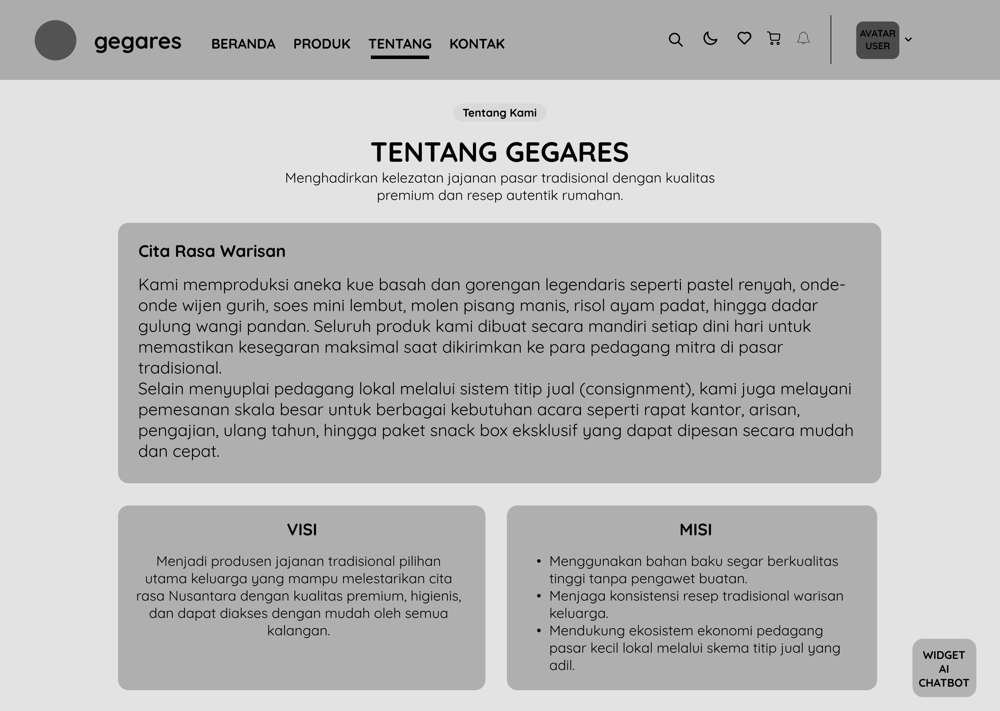 gegares
BERANDA PRODUK TENTANG KONTAK
AVATAR
USER
Tentang Kami
TENTANG GEGARES
Menghadirkan kelezatan jajanan pasar tradisional dengan kualitas
premium dan resep autentik rumahan.
Cita Rasa Warisan
Kami memproduksi aneka kue basah dan gorengan legendaris seperti pastel renyah, onde-
onde wijen gurih, soes mini lembut, molen pisang manis, risol ayam padat, hingga dadar
gulung wangi pandan. Seluruh produk kami dibuat secara mandiri setiap dini hari untuk
memastikan kesegaran maksimal saat dikirimkan ke para pedagang mitra di pasar
tradisional.
Selain menyuplai pedagang lokal melalui sistem titip jual (consignment), kami juga melayani
pemesanan skala besar untuk berbagai kebutuhan acara seperti rapat kantor, arisan,
pengajian, ulang tahun, hingga paket snack box eksklusif yang dapat dipesan secara mudah
dan cepat.
VISI
Menjadi produsen jajanan tradisional pilihan
utama keluarga yang mampu melestarikan cita
rasa Nusantara dengan kualitas premium, higienis,
dan dapat diakses dengan mudah oleh semua
kalangan.
MISI
• Menggunakan bahan baku segar berkualitas
tinggi tanpa pengawet buatan.
• Menjaga konsistensi resep tradisional warisan
keluarga.
• Mendukung ekosistem ekonomi pedagang
pasar kecil lokal melalui skema titip jual yang
adil.
WIDGET
AI
CHATBOT